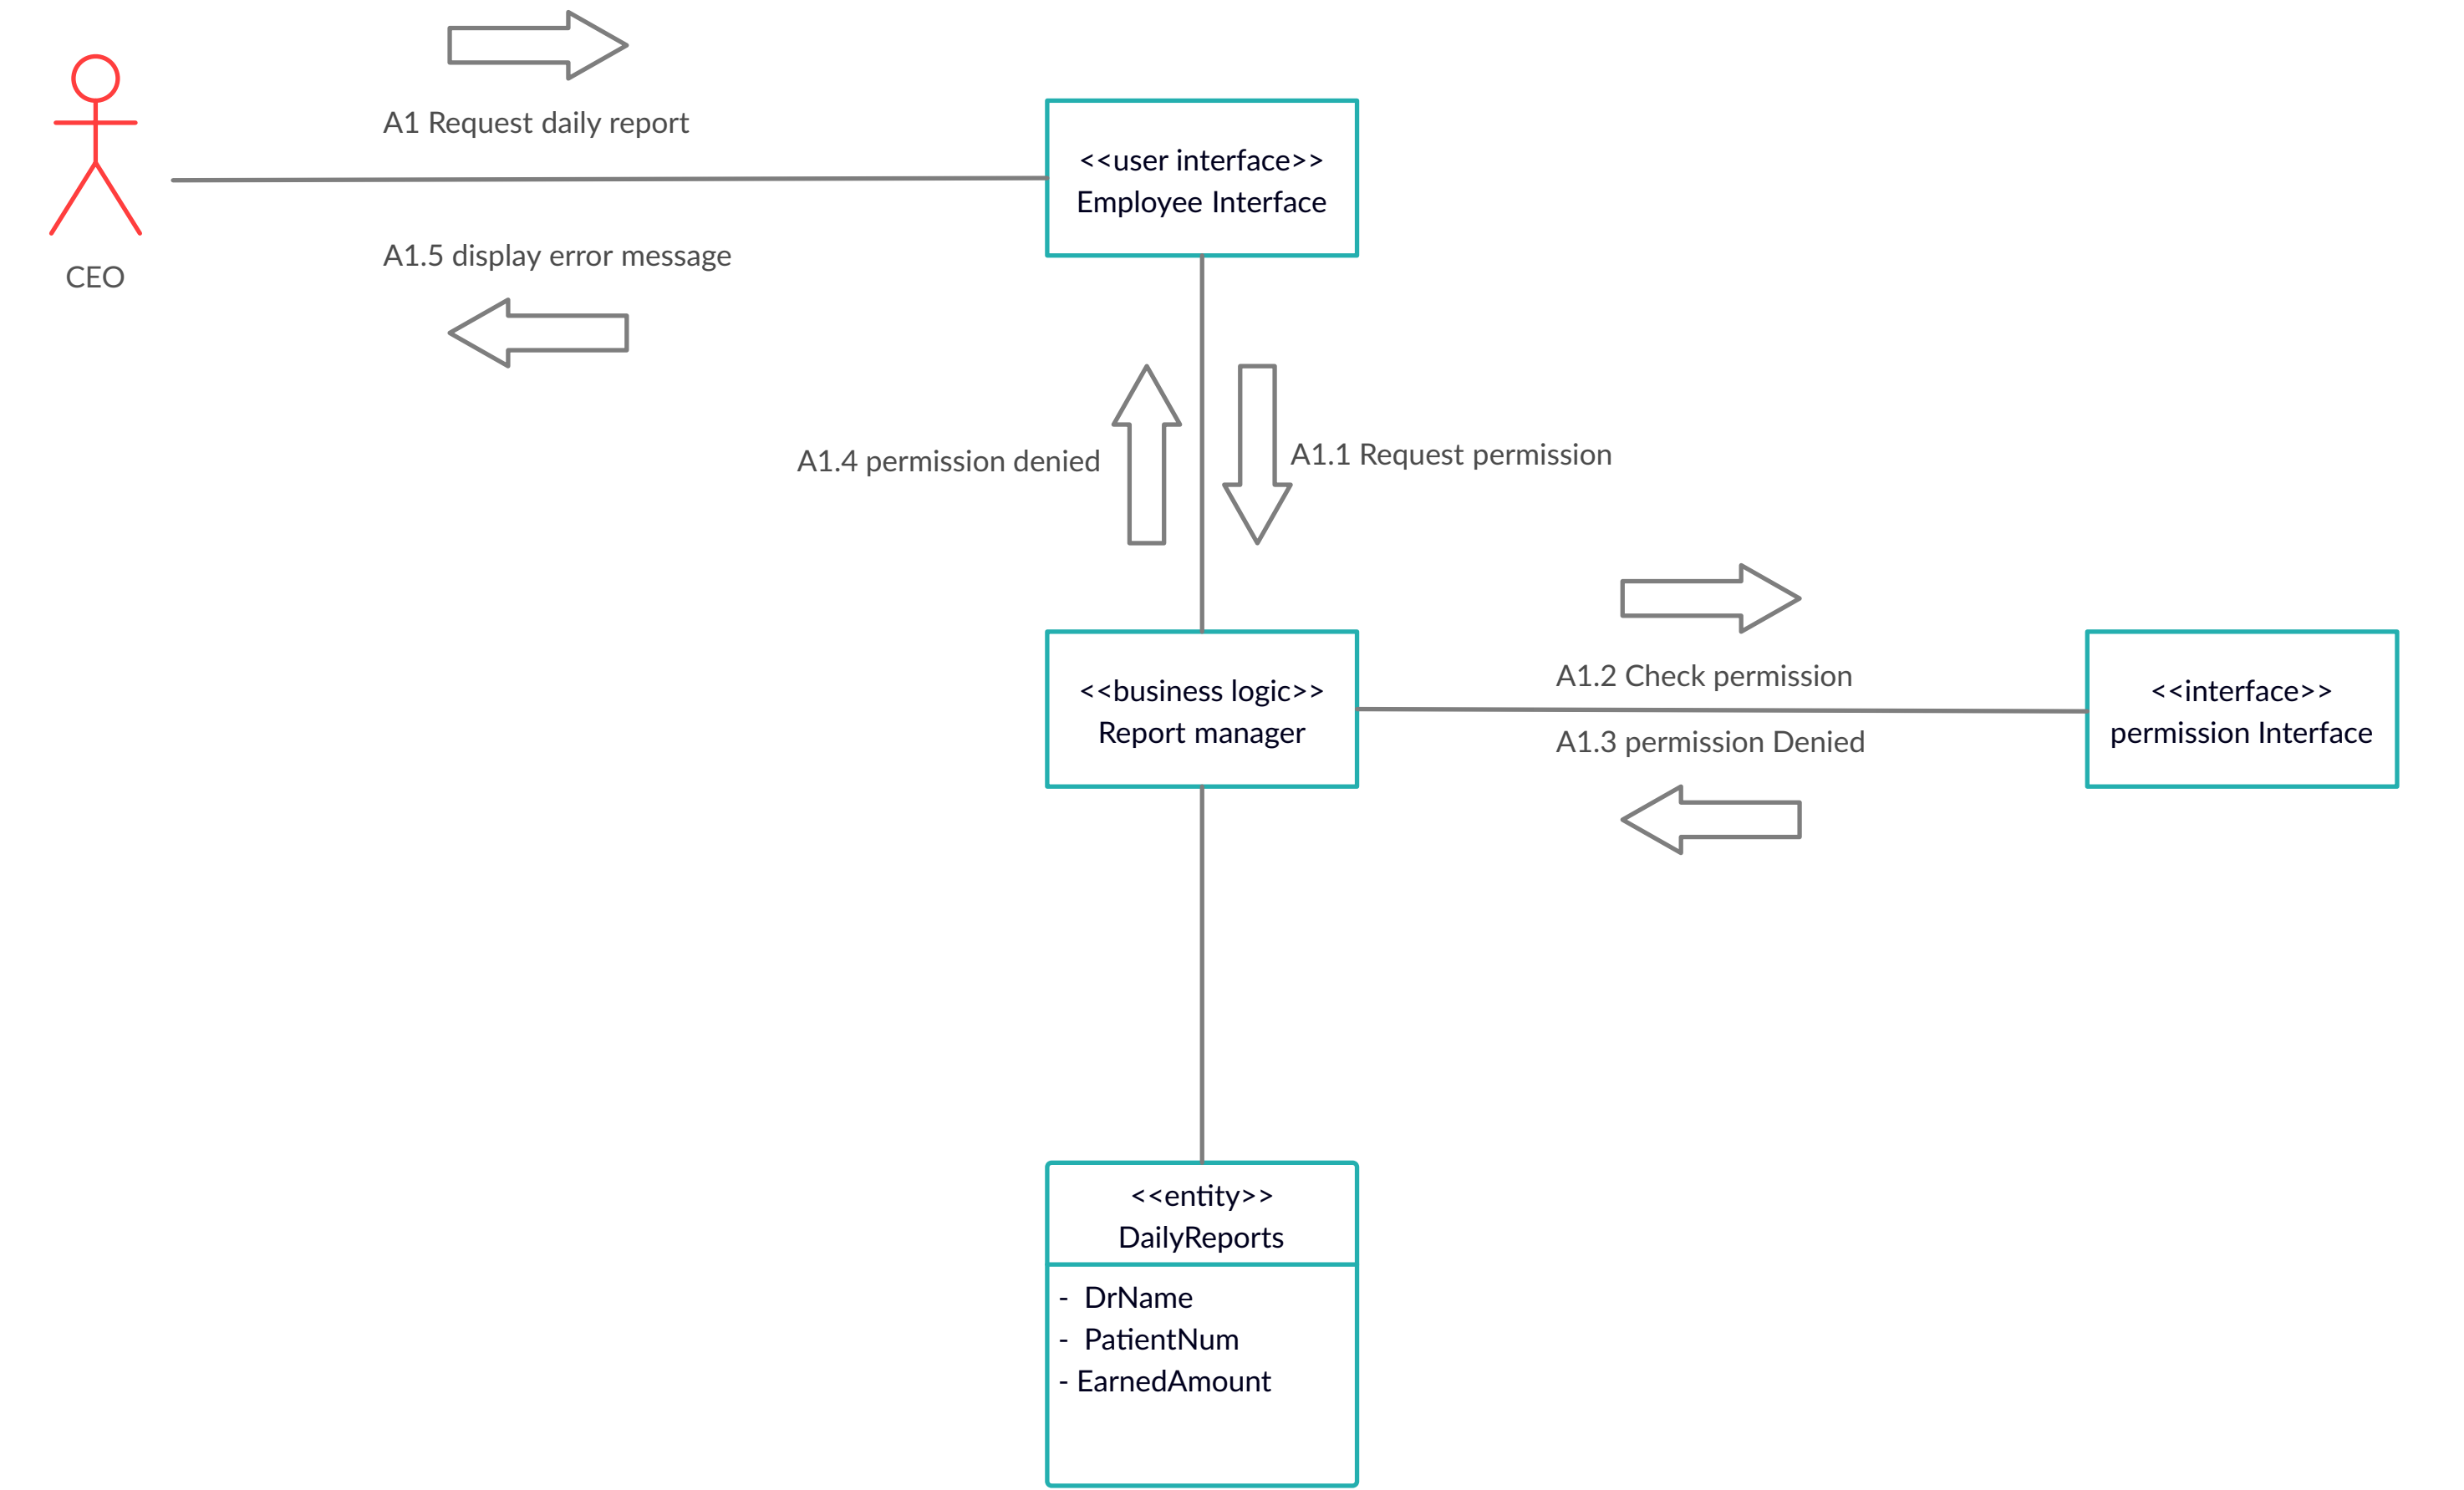 A1 Request daily report
<<user interface>>
Employee Interface
A1.5 display error message
CEO
A1.4 permission denied
A1.1 Request permission
<<business logic>>
Report manager
A1.2 Check permission
A1.3 permission Denied
<<interface>>
permission Interface
<<entity>>
DailyReports
- DrName
- PatientNum
- EarnedAmount